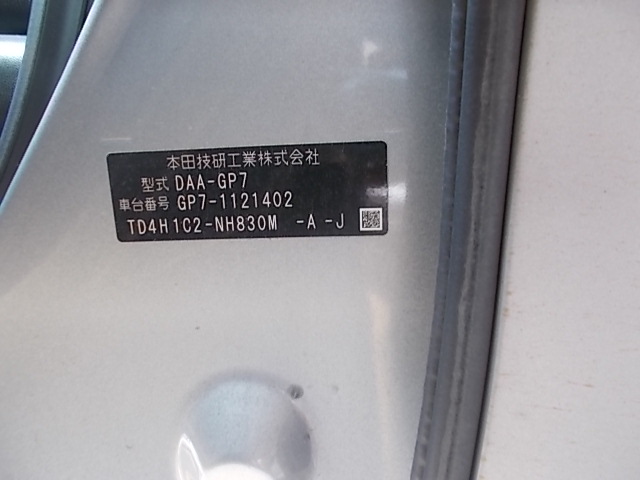 本田技研工業株式会社
型式 DAA-GP7
車台番号 GP7-1121402
TD4H1C2-NH830M -A -J